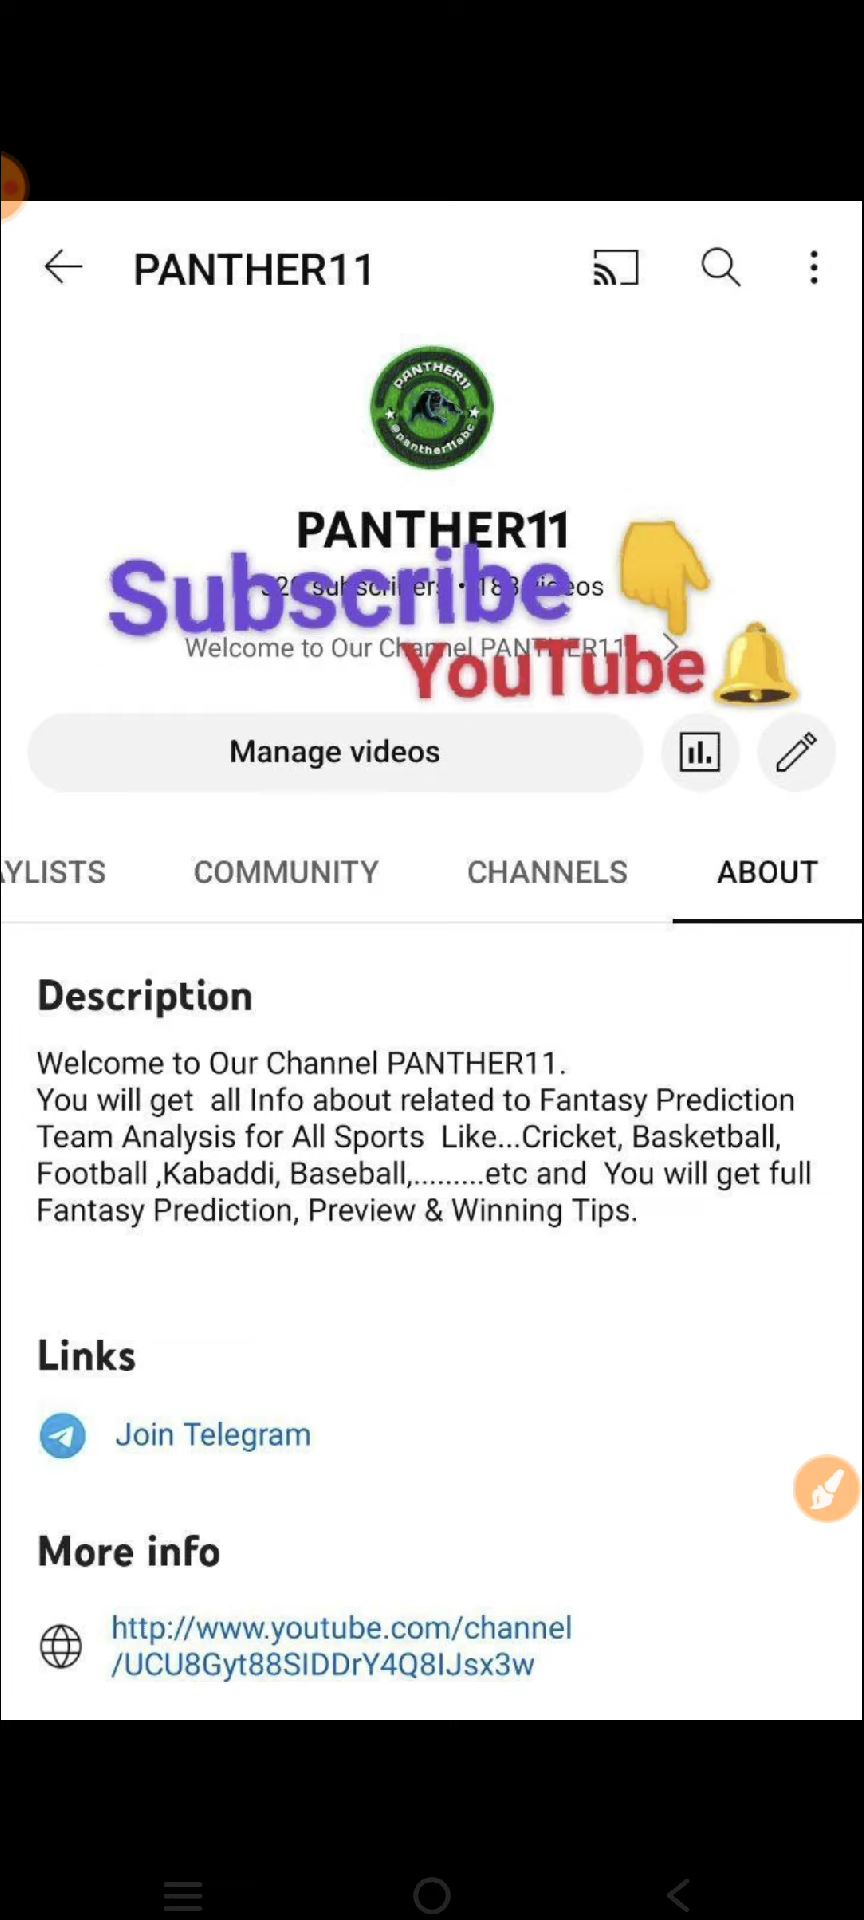 PANTHER11
PANTHER11
@panther11abc
PANTHER11
Subscribe
Welcome to Our Channel PANTHER11
YouTube
Manage videos
COMMUNITY
CHANNELS
ABOUT
Description
Welcome to Our Channel PANTHER11.
You will get all Info about related to Fantasy Prediction
Team Analysis for All Sports Like...Cricket, Basketball,
Football ,Kabaddi, Baseball,.........etc and You will get full
Fantasy Prediction, Preview & Winning Tips.
Links
Join Telegram
More info
http://www.youtube.com/channel
/UCU8Gyt88SIDDrY4Q8IJsx3w